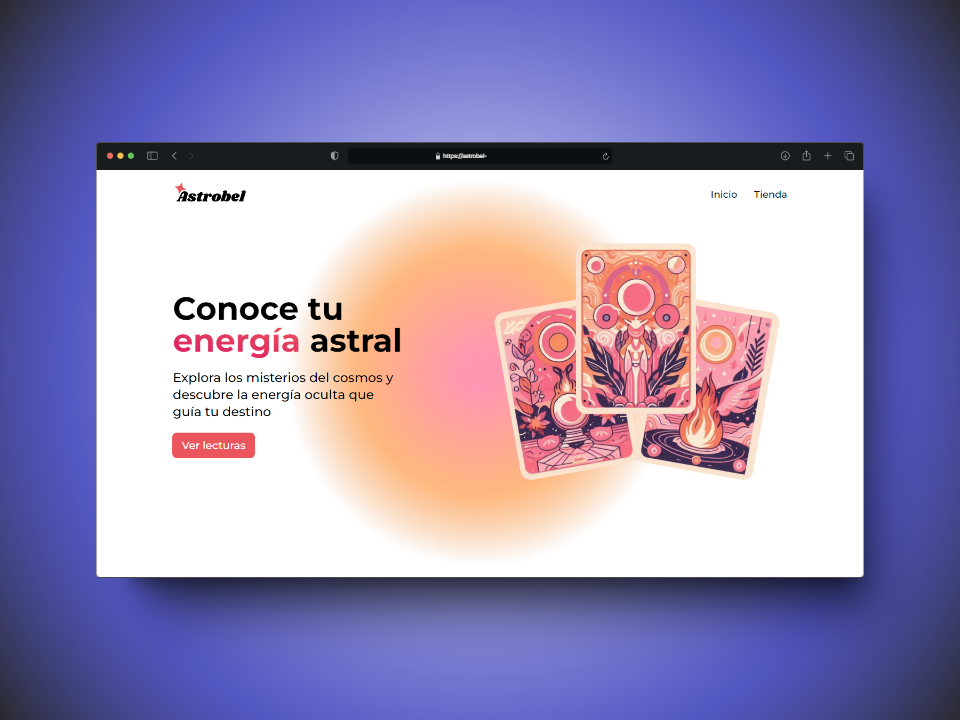 https://astrobel-
Astrobel
Inicio Tienda
Conoce tu
energía astral
Explora los misterios del cosmos y
descubre la energía oculta que
guía tu destino
Ver lecturas